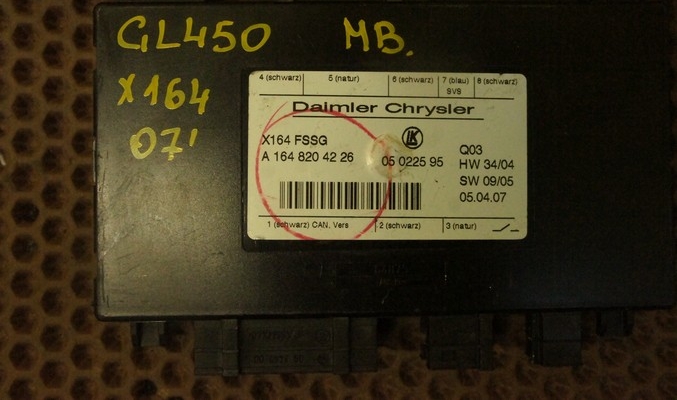 GL450 MB.
X164
07'
4 (schwarz) 5 (natur) 6 (schwarz) 7 (blau) 8 (schwarz)
9V8
Daimler Chrysler
X164 FSSG LK Q03
A 164 820 42 26 05 0225 95 HW 34/04
SW 09/05
05.04.07
1 (schwarz) CAN, Vers 2 (schwarz) 3 (natur)